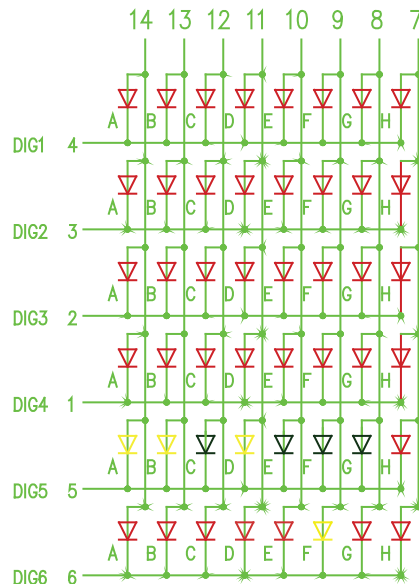 14 13 12 11 10 9 8 7
A B C D E F G H
DIG1 4
A B C D E F G H
DIG2 3
A B C D E F G H
DIG3 2
A B C D E F G H
DIG4 1
A B C D E F G H
DIG5 5
A B C D E F G H
DIG6 6